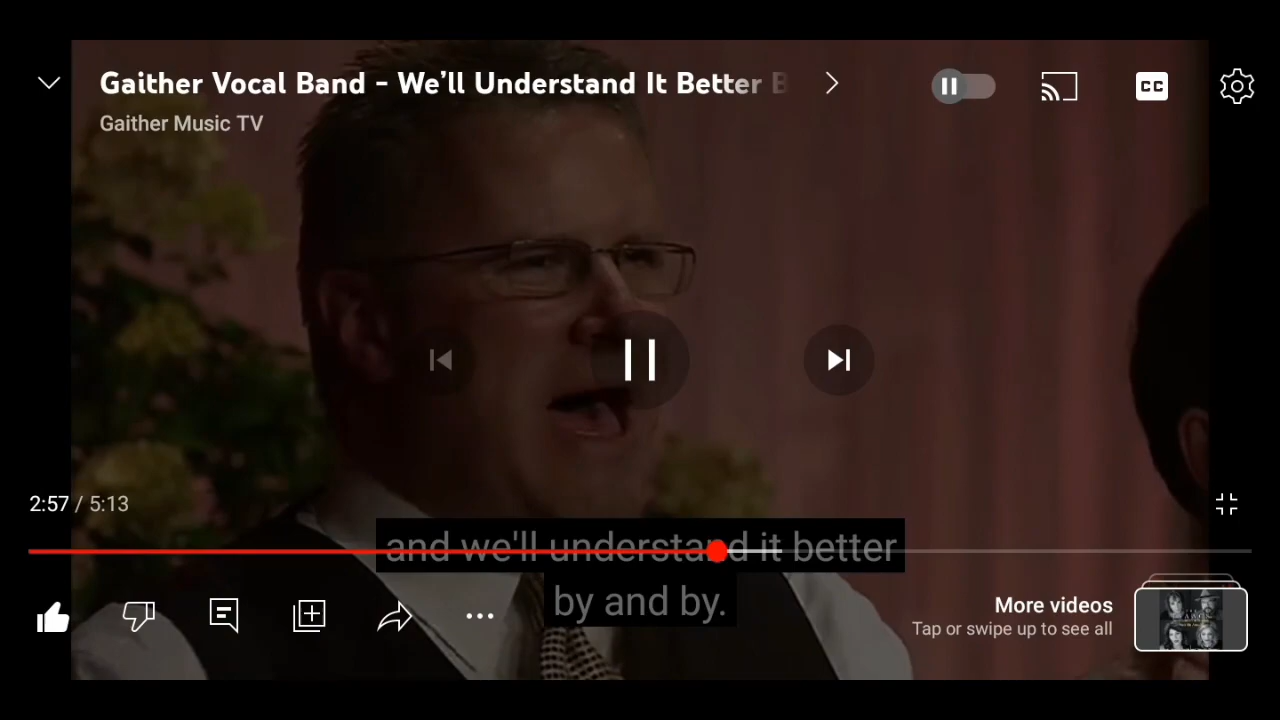 Gaither Vocal Band - We'll Understand It Better B
Gaither Music TV
CC
2:57 / 5:13
and we'll understand it better
by and by.
More videos
Tap or swipe up to see all